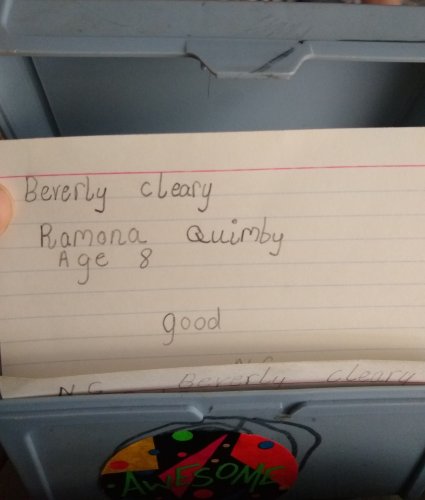 Beverly cleary
Ramona Quimby
Age 8
good
N.C.
N.C. Beverly cleary
AWESOME